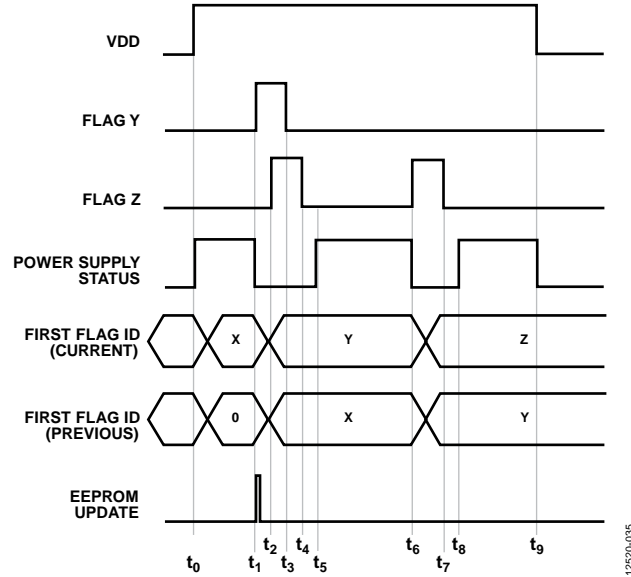 VDD
FLAG Y
FLAG Z
POWER SUPPLY
STATUS
FIRST FLAG ID
(CURRENT)
X
Y
Z
FIRST FLAG ID
(PREVIOUS)
0
X
Y
EEPROM
UPDATE
t0
t1
t2
t3
t4
t5
t6
t7
t8
t9
12520-035